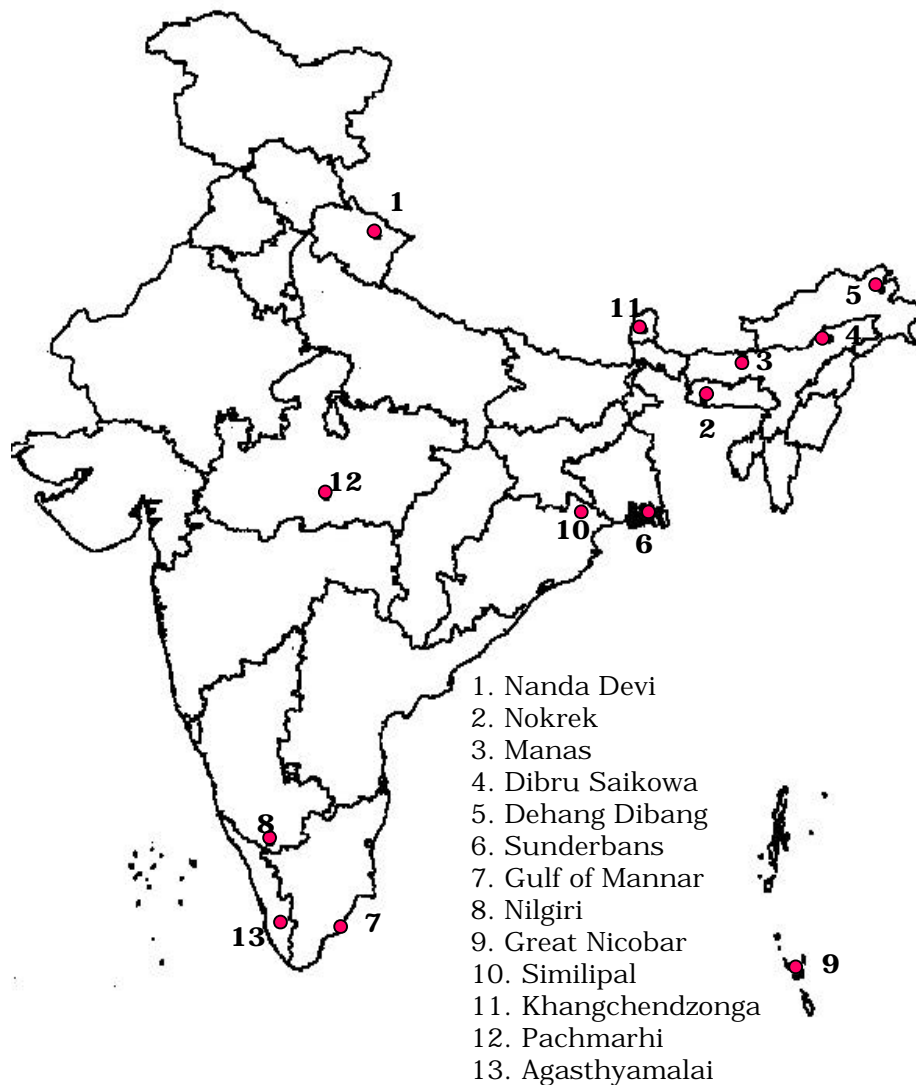 1
11
5
4
3
2
12
10
6
8
13
7
9
1. Nanda Devi
2. Nokrek
3. Manas
4. Dibru Saikowa
5. Dehang Dibang
6. Sunderbans
7. Gulf of Mannar
8. Nilgiri
9. Great Nicobar
10. Similipal
11. Khangchendzonga
12. Pachmarhi
13. Agasthyamalai